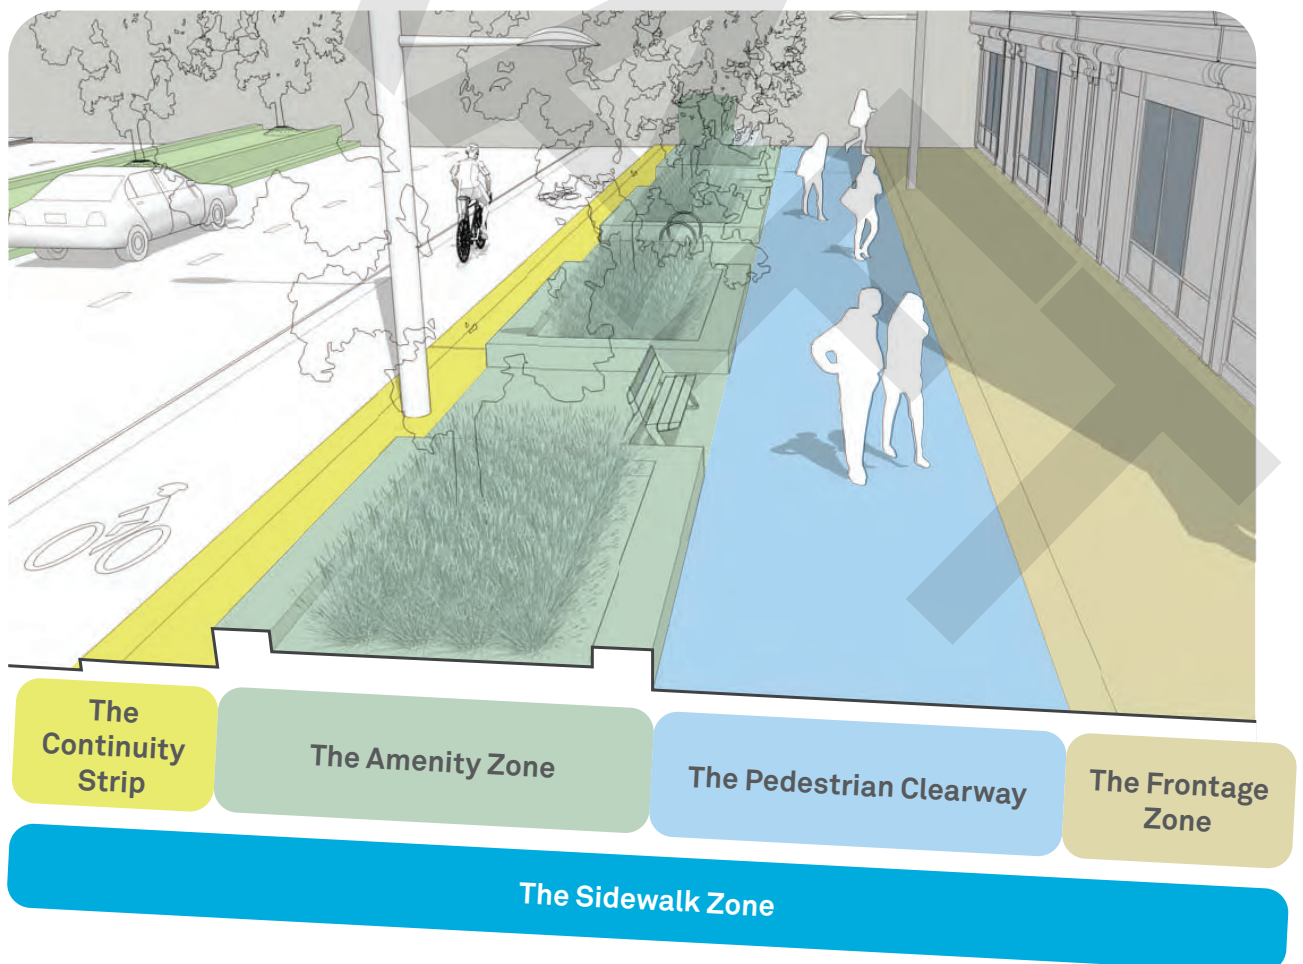 The
Continuity
Strip
The Amenity Zone
The Pedestrian Clearway
The Frontage
Zone
The Sidewalk Zone